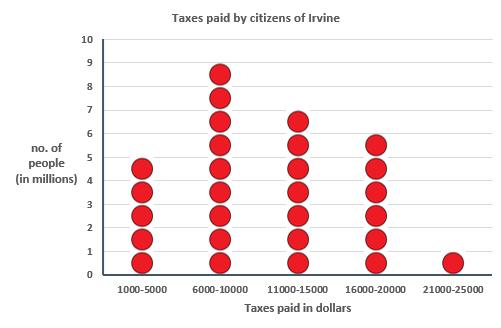 Taxes paid by citizens of Irvine
10
9
8
7
6
5
4
3
2
1
0
no. of
people
(in millions)
1000-5000 6000-10000 11000-15000 16000-20000 21000-25000
Taxes paid in dollars